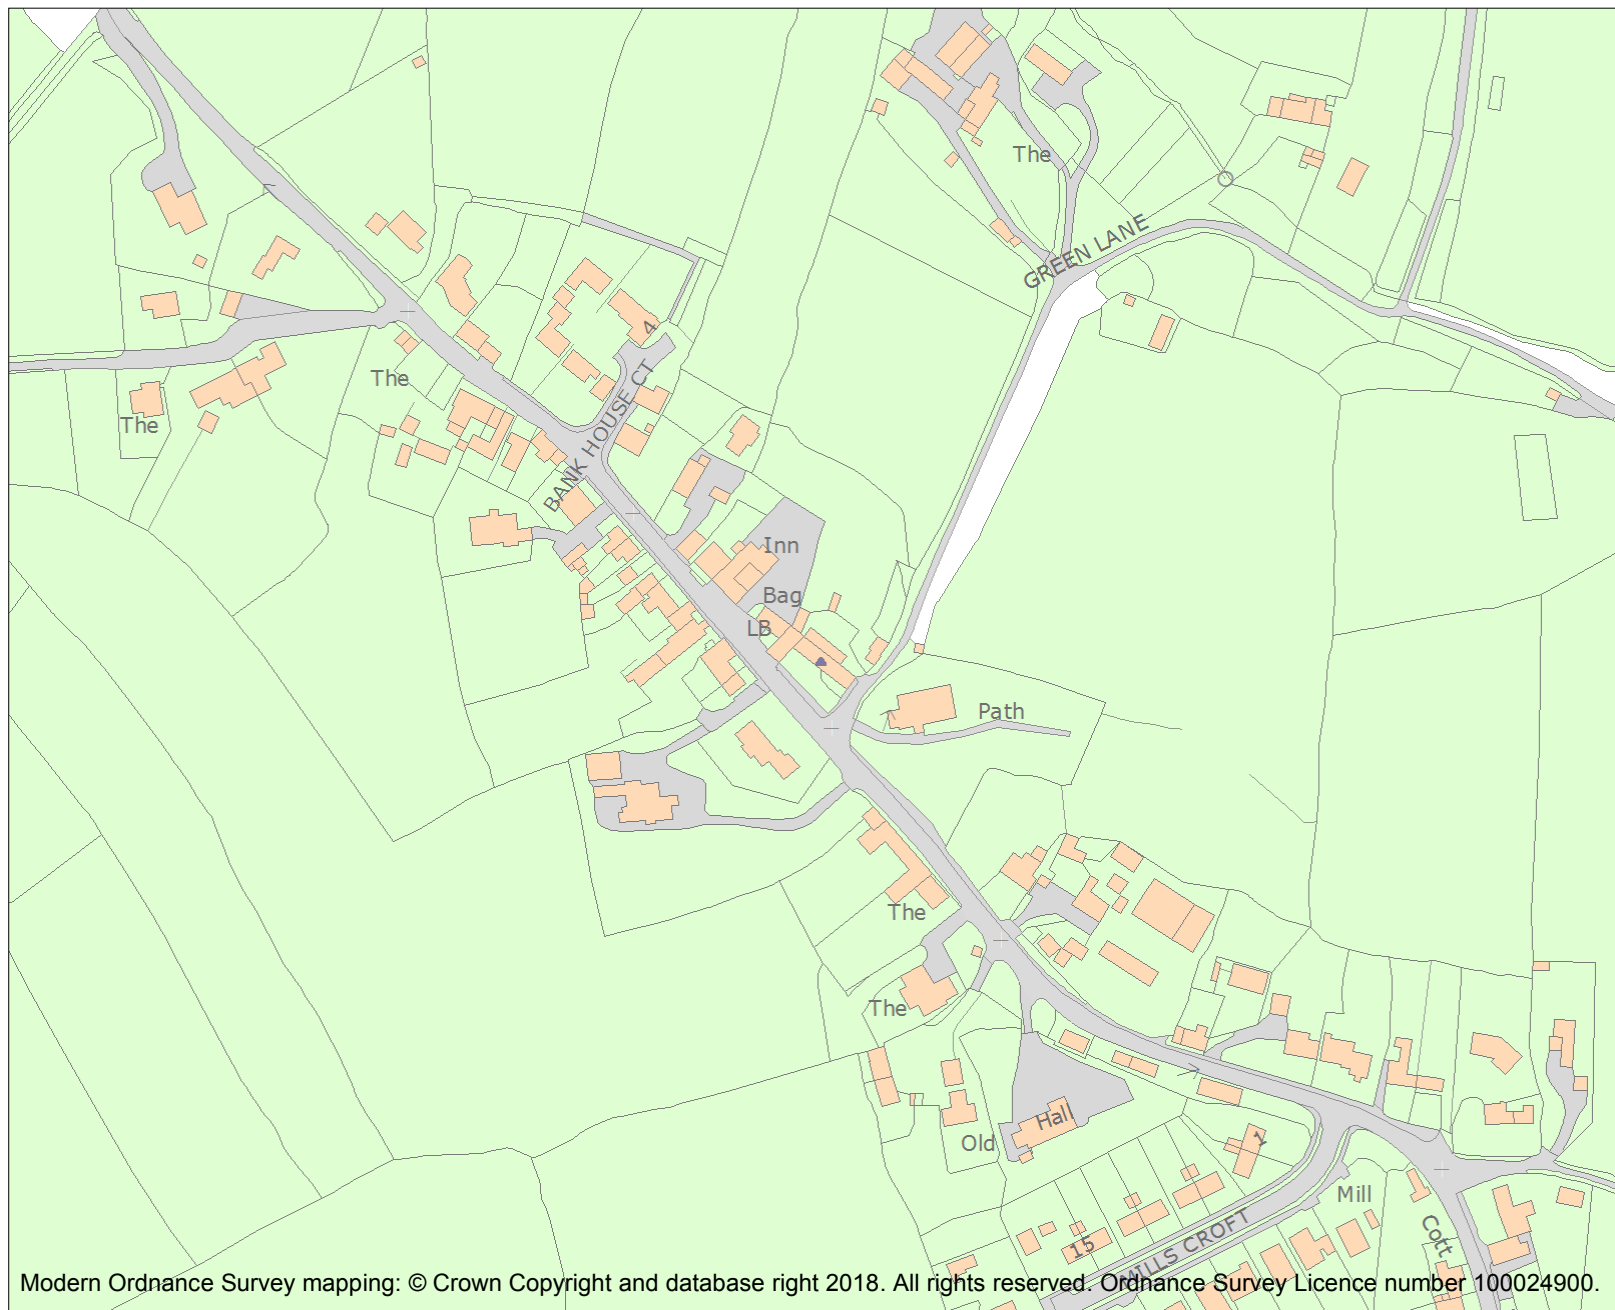 The
GREEN LANE
4
The
The
BANK HOUSE CT
Inn
Bag
LB
Path
The
The
Hall
Old
1
Mill
Cott
15
MILLS CROFT
Modern Ordnance Survey mapping: © Crown Copyright and database right 2018. All rights reserved. Ordnance Survey Licence number 100024900.